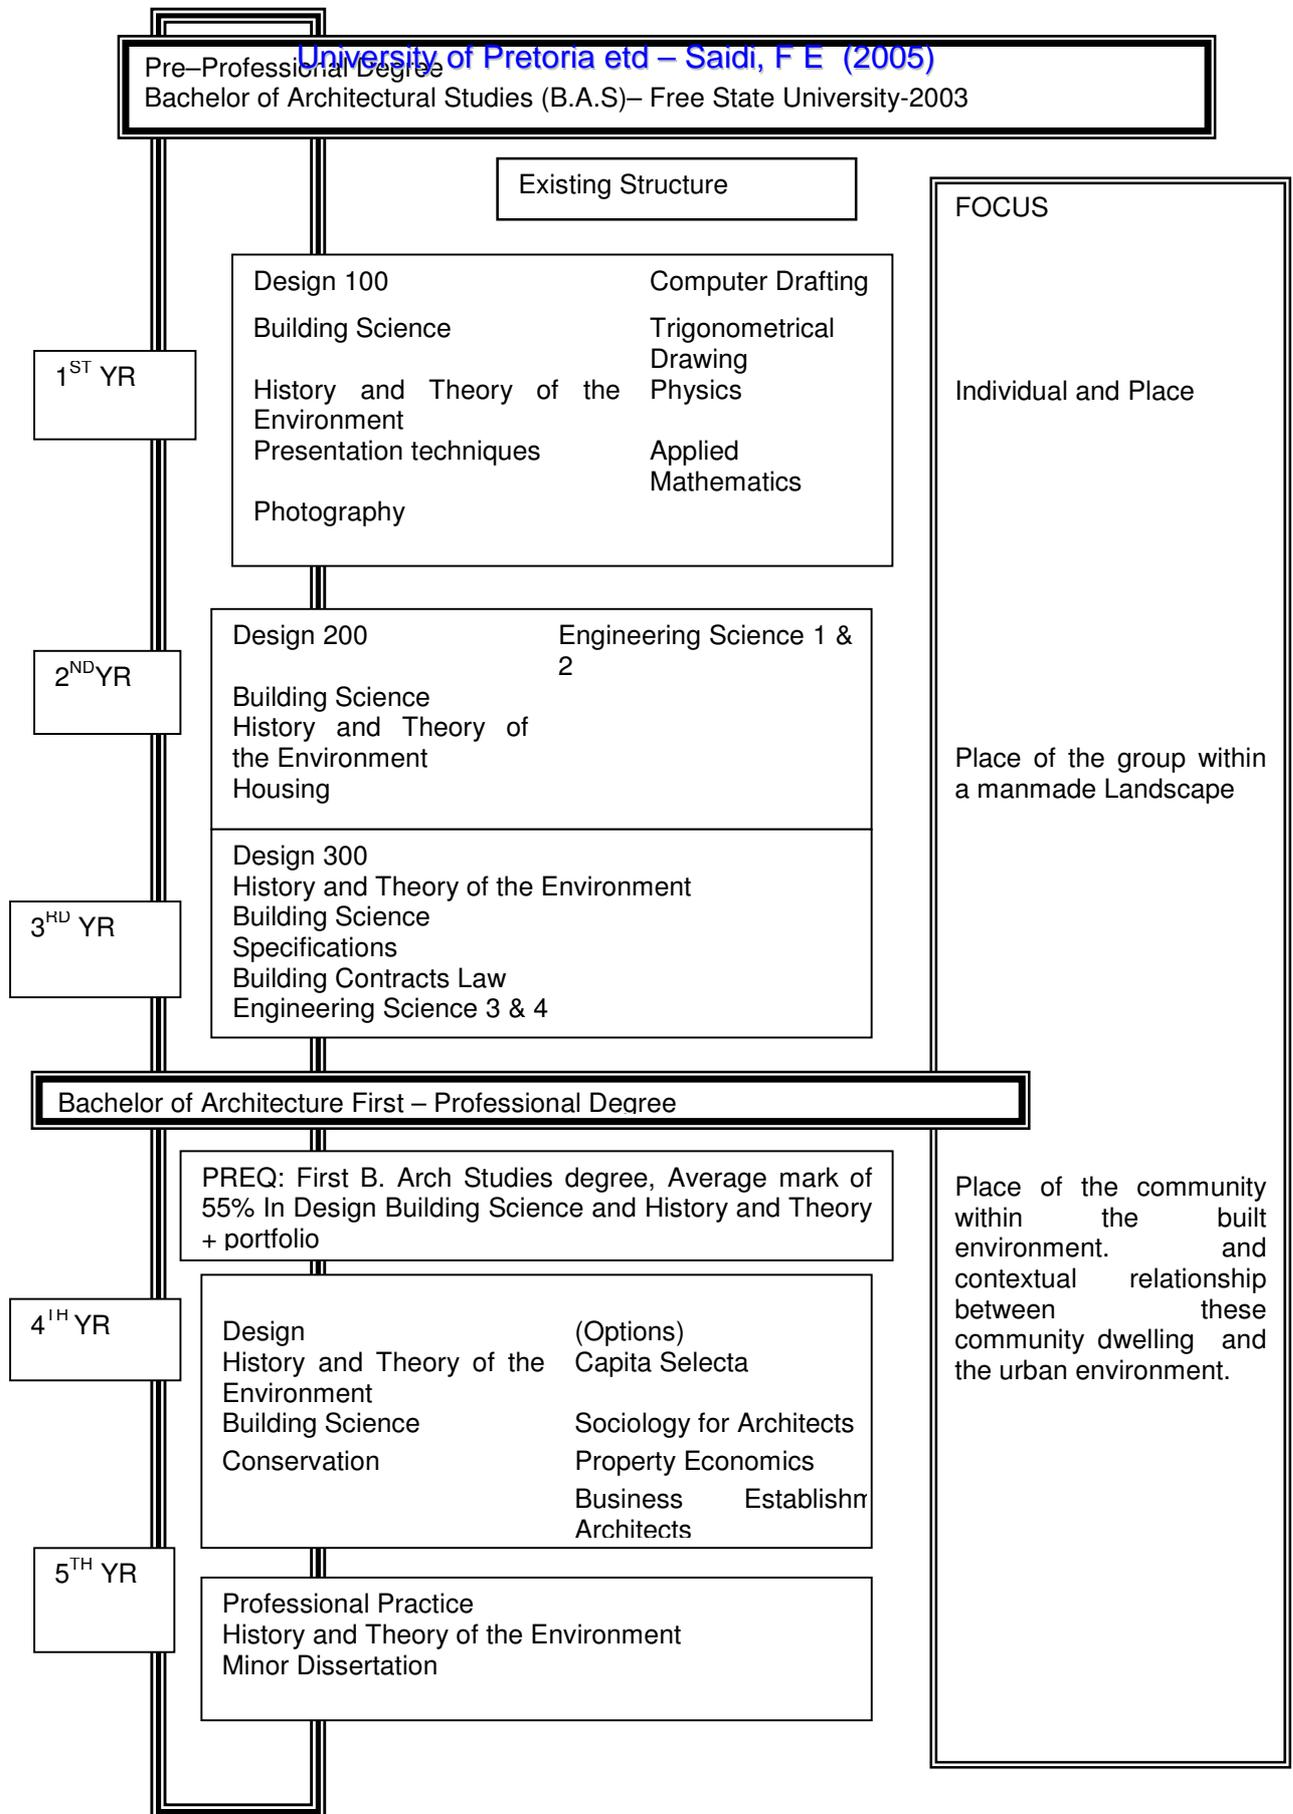 University of Pretoria etd – Saidi, F E (2005)
Pre–Professional Degree
Bachelor of Architectural Studies (B.A.S)– Free State University-2003
Existing Structure
FOCUS
1ST YR
Design 100
Computer Drafting
Building Science
Trigonometrical
Drawing
History and Theory of the
Environment
Physics
Presentation techniques
Applied
Mathematics
Photography
Individual and Place
2ND YR
Design 200
Engineering Science 1 &
2
Building Science
History and Theory of
the Environment
Housing
Place of the group within
a manmade Landscape
3RD YR
Design 300
History and Theory of the Environment
Building Science
Specifications
Building Contracts Law
Engineering Science 3 & 4
Bachelor of Architecture First – Professional Degree
PREQ: First B. Arch Studies degree, Average mark of
55% In Design Building Science and History and Theory
+ portfolio
Place of the community
within the built
environment. and
contextual relationship
between these
community dwelling and
the urban environment.
4TH YR
Design
(Options)
History and Theory of the
Environment
Capita Selecta
Building Science
Sociology for Architects
Conservation
Property Economics
Business Establishm
Architects
5TH YR
Professional Practice
History and Theory of the Environment
Minor Dissertation